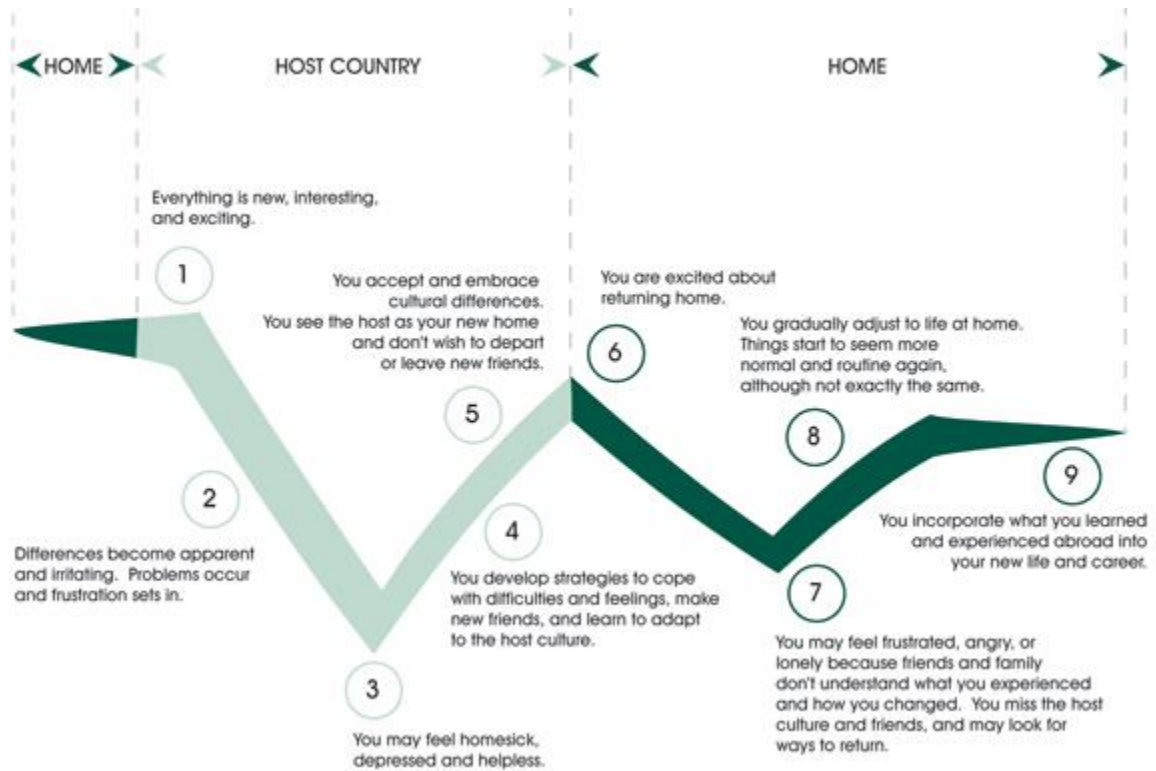 HOME
HOST COUNTRY
HOME
Everything is new, interesting,
and exciting.
1
You accept and embrace
cultural differences.
You see the host as your new home
and don't wish to depart
or leave new friends.
5
2
Differences become apparent
and irritating. Problems occur
and frustration sets in.
4
You develop strategies to cope
with difficulties and feelings, make
new friends, and learn to adapt
to the host culture.
3
You may feel homesick,
depressed and helpless.
You are excited about
returning home.
6
You gradually adjust to life at home.
Things start to seem more
normal and routine again,
although not exactly the same.
8
9
You incorporate what you learned
and experienced abroad into
your new life and career.
7
You may feel frustrated, angry, or
lonely because friends and family
don't understand what you experienced
and how you changed. You miss the host
culture and friends, and may look for
ways to return.